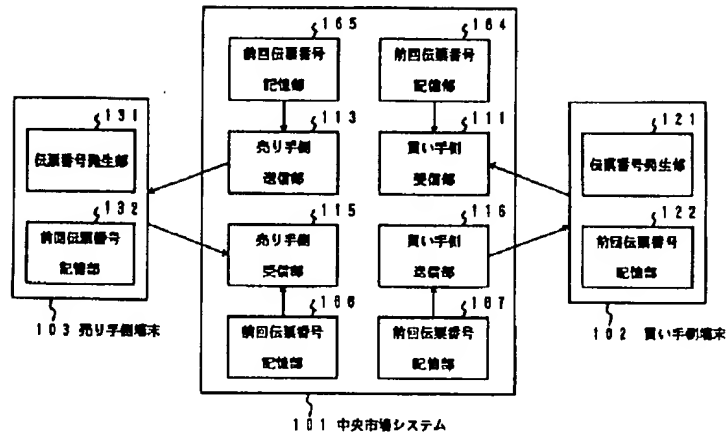 165
前回伝票番号
記憶部
164
前回伝票番号
記憶部
131
伝票番号発生部
132
前回伝票番号
記憶部
103 売り手側端末
113
売り手側
送信部
111
買い手側
受信部
115
売り手側
受信部
116
買い手側
送信部
166
前回伝票番号
記憶部
167
前回伝票番号
記憶部
101 中央市場システム
121
伝票番号発生部
122
前回伝票番号
記憶部
102 買い手側端末